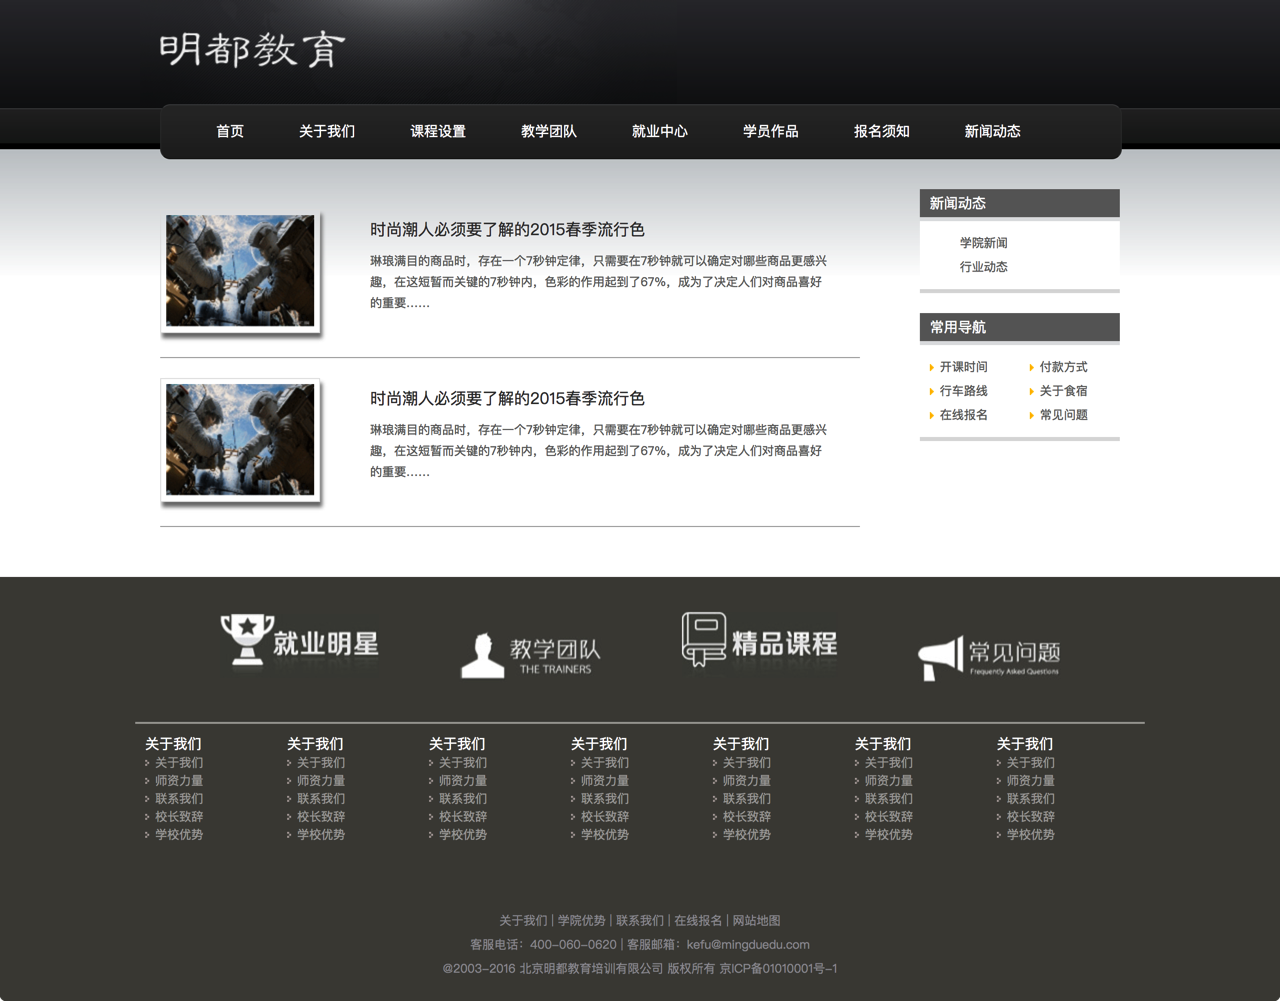 明都教育
首页 关于我们 课程设置 教学团队 就业中心 学员作品 报名须知 新闻动态
时尚潮人必须要了解的2015春季流行色
琳琅满目的商品时，存在一个7秒钟定律，只需要在7秒钟就可以确定对哪些商品更感兴
趣，在这短暂而关键的7秒钟内，色彩的作用起到了67%，成为了决定人们对商品喜好
的重要……
时尚潮人必须要了解的2015春季流行色
琳琅满目的商品时，存在一个7秒钟定律，只需要在7秒钟就可以确定对哪些商品更感兴
趣，在这短暂而关键的7秒钟内，色彩的作用起到了67%，成为了决定人们对商品喜好
的重要……
新闻动态
学院新闻
行业动态
常用导航
开课时间 付款方式
行车路线 关于食宿
在线报名 常见问题
就业明星
教学团队
THE TRAINERS
精品课程
常见问题
Frequently Asked Questions
关于我们 关于我们 关于我们 关于我们 关于我们 关于我们 关于我们
关于我们 关于我们 关于我们 关于我们 关于我们 关于我们 关于我们
师资力量 师资力量 师资力量 师资力量 师资力量 师资力量 师资力量
联系我们 联系我们 联系我们 联系我们 联系我们 联系我们 联系我们
校长致辞 校长致辞 校长致辞 校长致辞 校长致辞 校长致辞 校长致辞
学校优势 学校优势 学校优势 学校优势 学校优势 学校优势 学校优势
关于我们 | 学院优势 | 联系我们 | 在线报名 | 网站地图
客服电话：400-060-0620 | 客服邮箱：kefu@mingduedu.com
@2003-2016 北京明都教育培训有限公司 版权所有 京ICP备01010001号-1